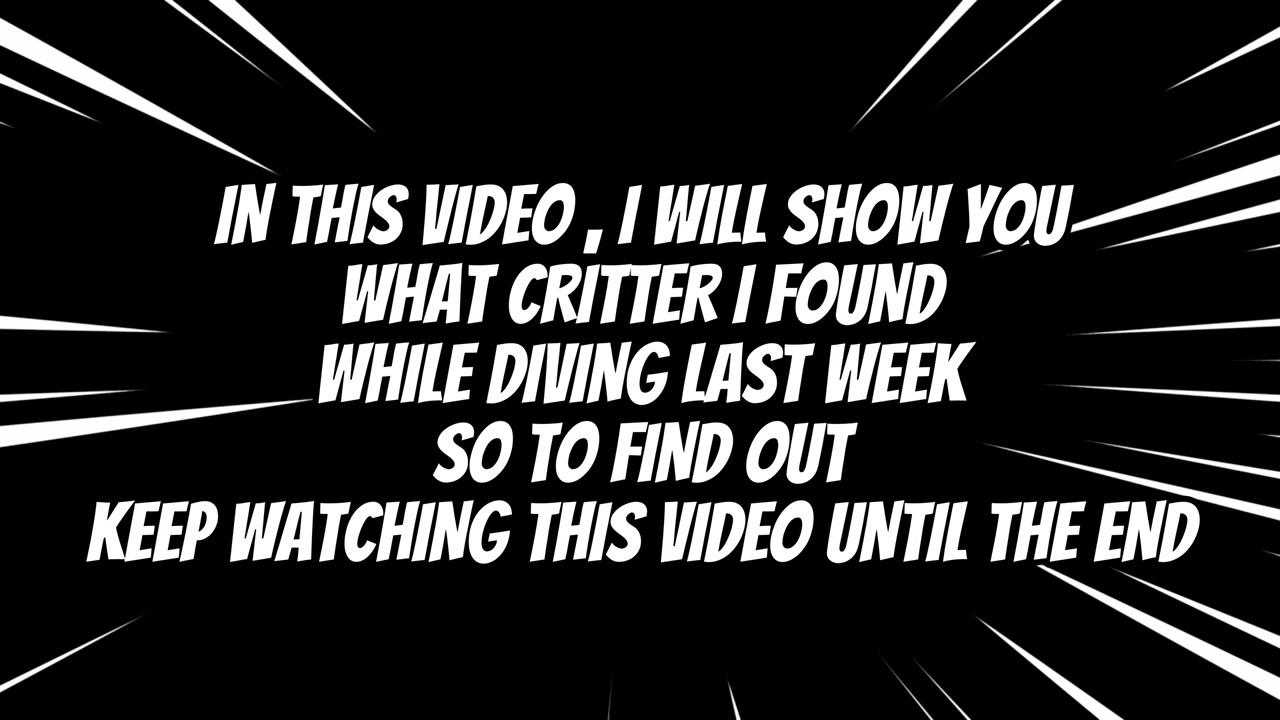 IN THIS VIDEO , I WILL SHOW YOU
WHAT CRITTER I FOUND
WHILE DIVING LAST WEEK
SO TO FIND OUT
KEEP WATCHING THIS VIDEO UNTIL THE END